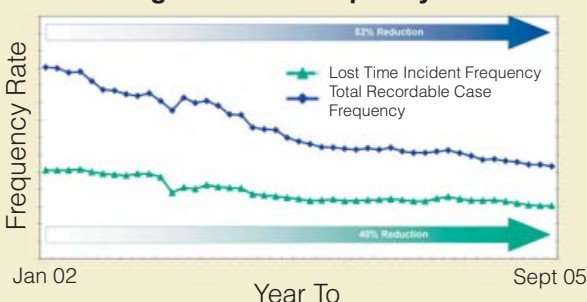 52% Reduction
Lost Time Incident Frequency
Total Recordable Case
Frequency
Frequency Rate
40% Reduction
Jan 02
Sept 05
Year To